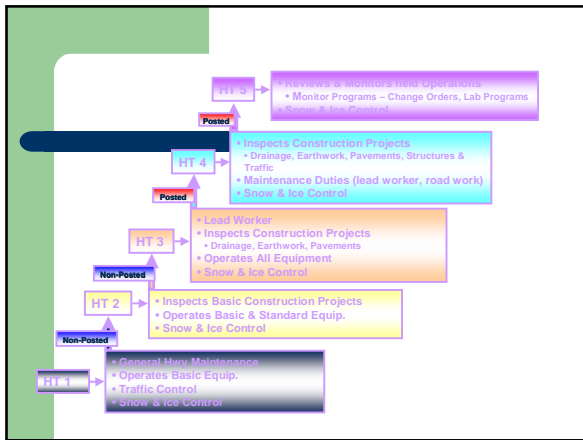 HT 5
• Reviews & Monitors field Operations
• Monitor Programs – Change Orders, Lab Programs
• Snow & Ice Control
Posted
HT 4
• Inspects Construction Projects
• Drainage, Earthwork, Pavements, Structures &
Traffic
• Maintenance Duties (lead worker, road work)
• Snow & Ice Control
Posted
HT 3
• Lead Worker
• Inspects Construction Projects
• Drainage, Earthwork, Pavements
• Operates All Equipment
• Snow & Ice Control
Non-Posted
HT 2
• Inspects Basic Construction Projects
• Operates Basic & Standard Equip.
• Snow & Ice Control
Non-Posted
HT 1
• General Hwy Maintenance
• Operates Basic Equip.
• Traffic Control
• Snow & Ice Control